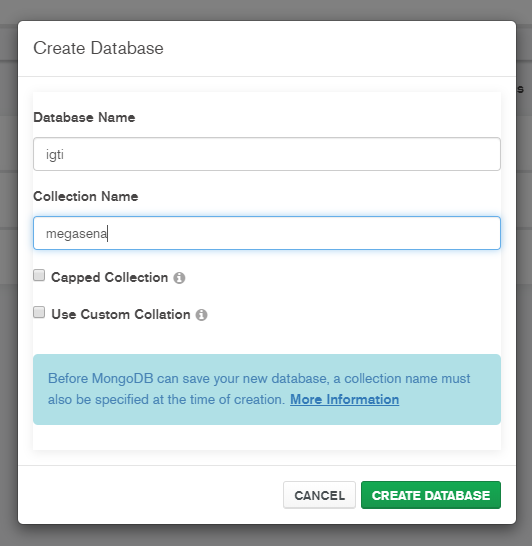 Create Database
s
Database Name
igti
Collection Name
megasena
Capped Collection
Use Custom Collation
Before MongoDB can save your new database, a collection name must
also be specified at the time of creation. More Information
CANCEL
CREATE DATABASE